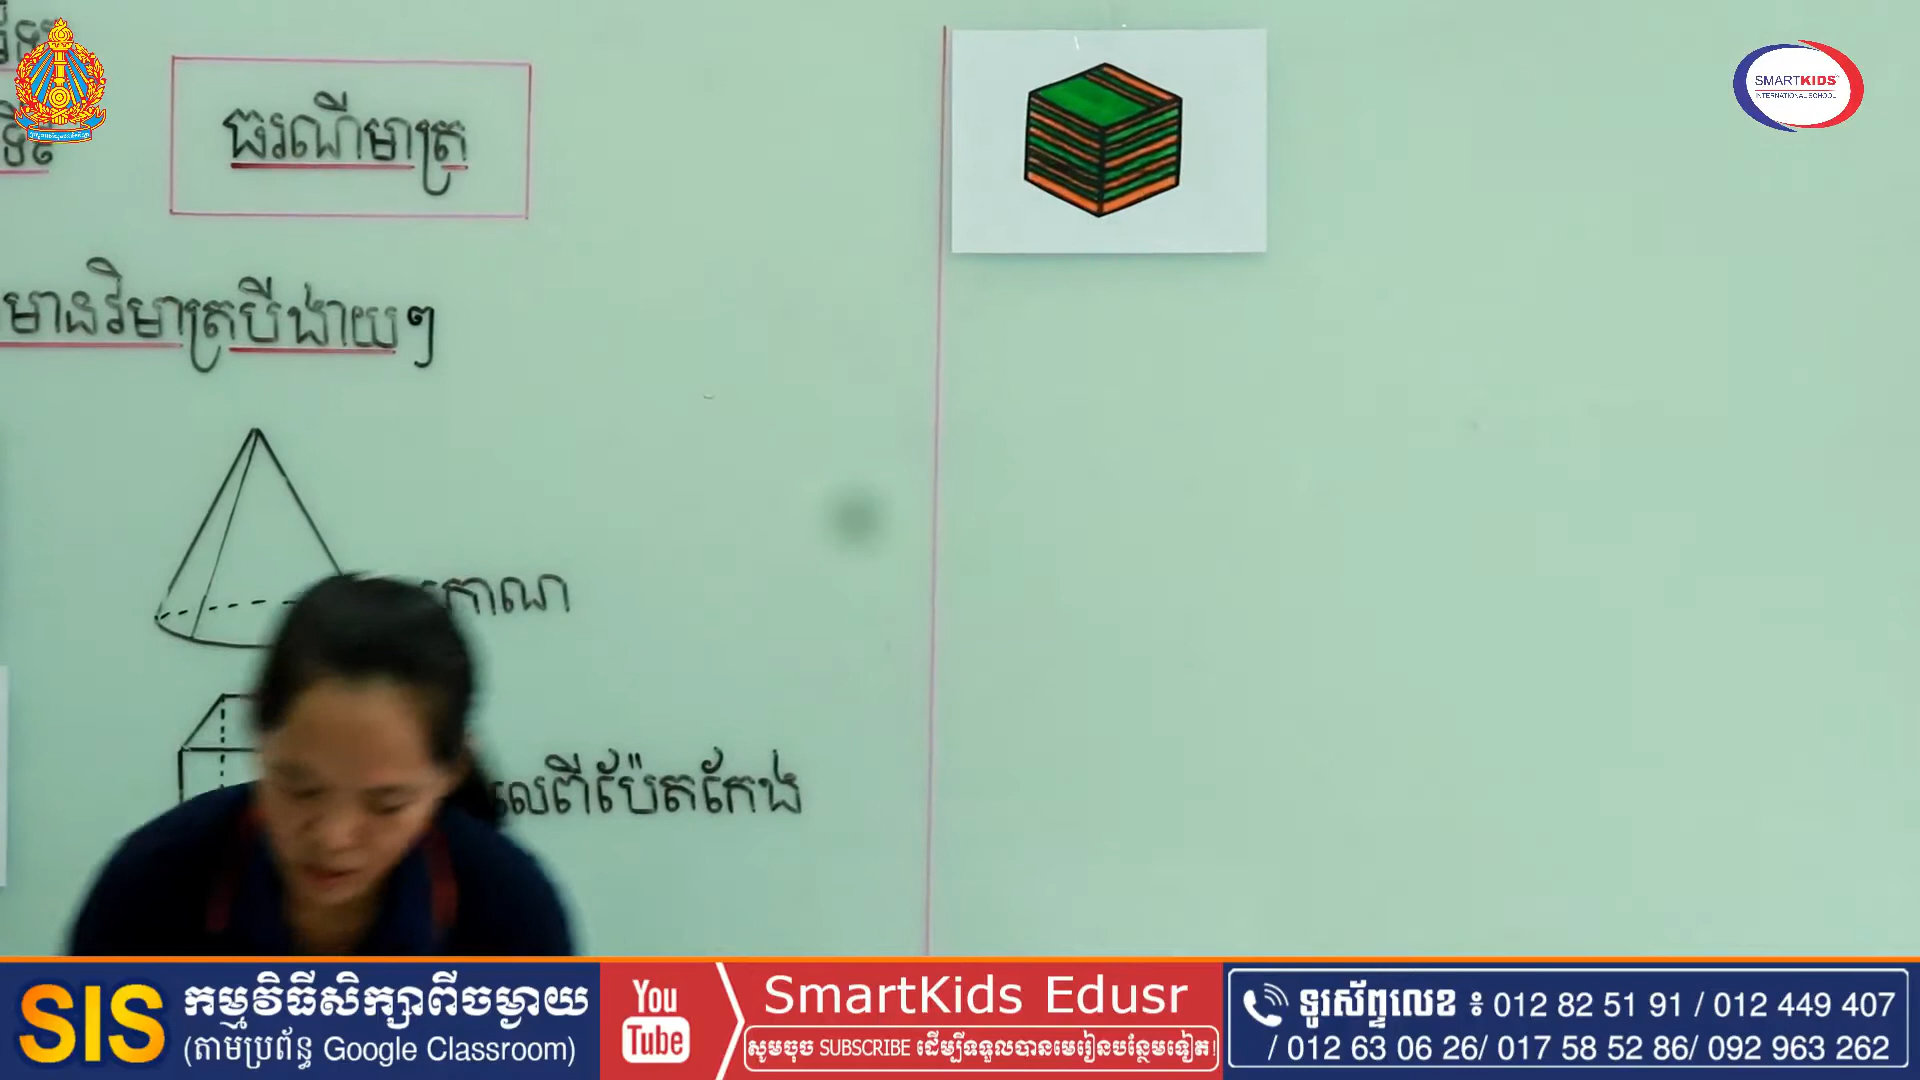 ធរណីមាត្រ
មានវិមាត្របីងាយៗ
កោណ
លេពីប៉ែតកែង
SMARTKIDS
INTERNATIONAL SCHOOL
SIS
កម្មវិធីសិក្សាពីចម្ងាយ
(តាមប្រព័ន្ធ Google Classroom)
You
Tube
SmartKids Edusr
សូមចុច SUBSCRIBE ដើម្បីទទួលបានមេរៀនបន្ថែមទៀត!
ទូរស័ព្ទលេខ ៖ 012 82 51 91 / 012 449 407
/ 012 63 06 26/ 017 58 52 86/ 092 963 262